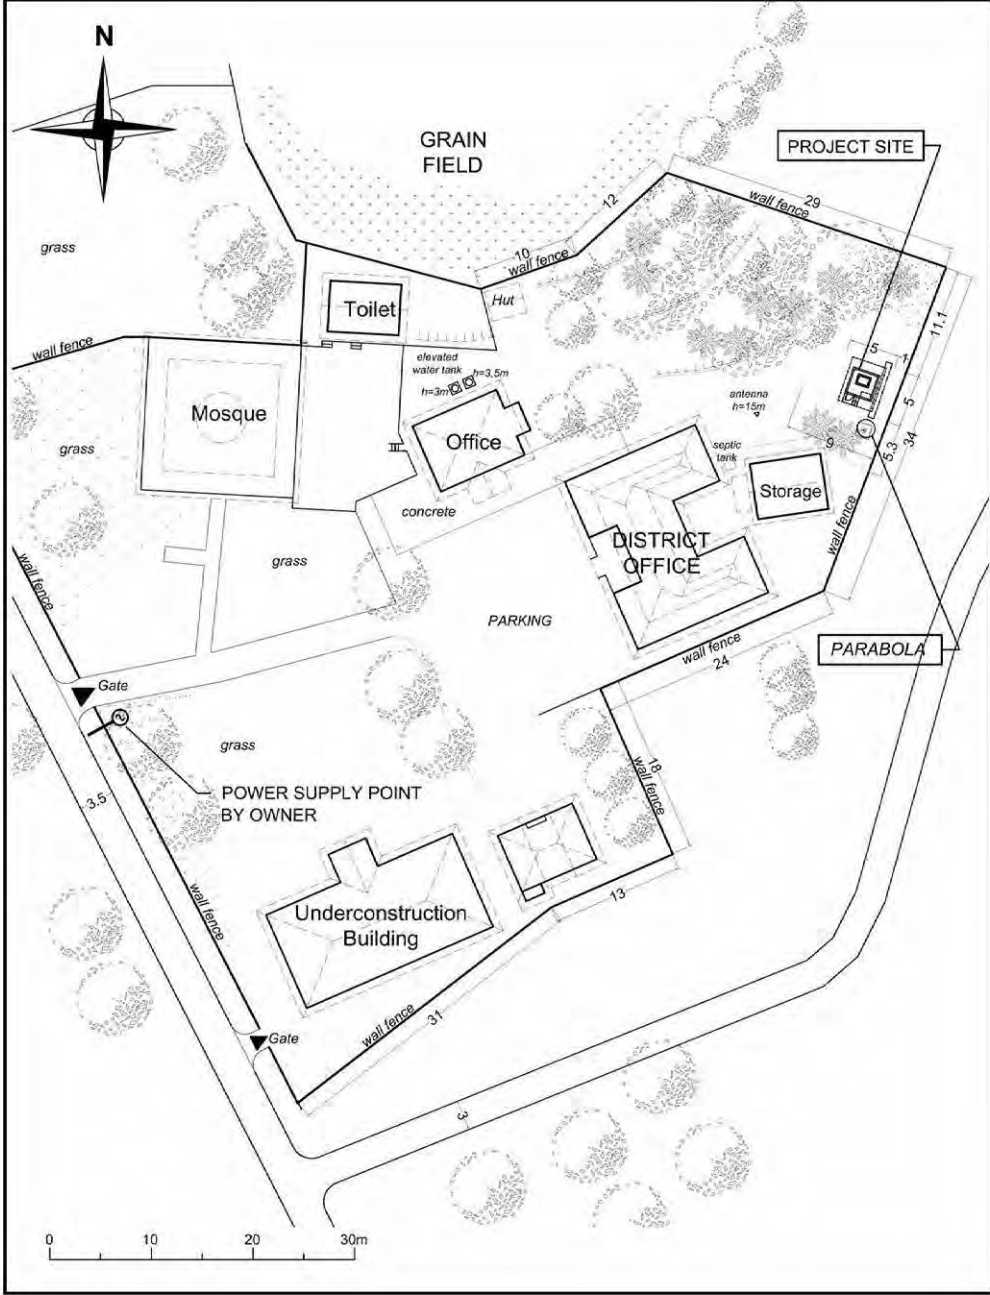 N
GRAIN
FIELD
PROJECT SITE
29
wall fence
12
10
wall fence
grass
Hut
Toilet
11.1
wall fence
elevated
water tank
h=3,5m
h=3m
5
1
antenna
h=15m
5
Mosque
Office
9
5.3
34
grass
septic
tank
Storage
concrete
wall fence
DISTRICT
OFFICE
grass
wall fence
PARKING
wall fence
24
PARABOLA
Gate
grass
18
wall fence
POWER SUPPLY POINT
BY OWNER
3.5
wall fence
13
Underconstruction
Building
wall fence
31
Gate
3
0 10 20 30m